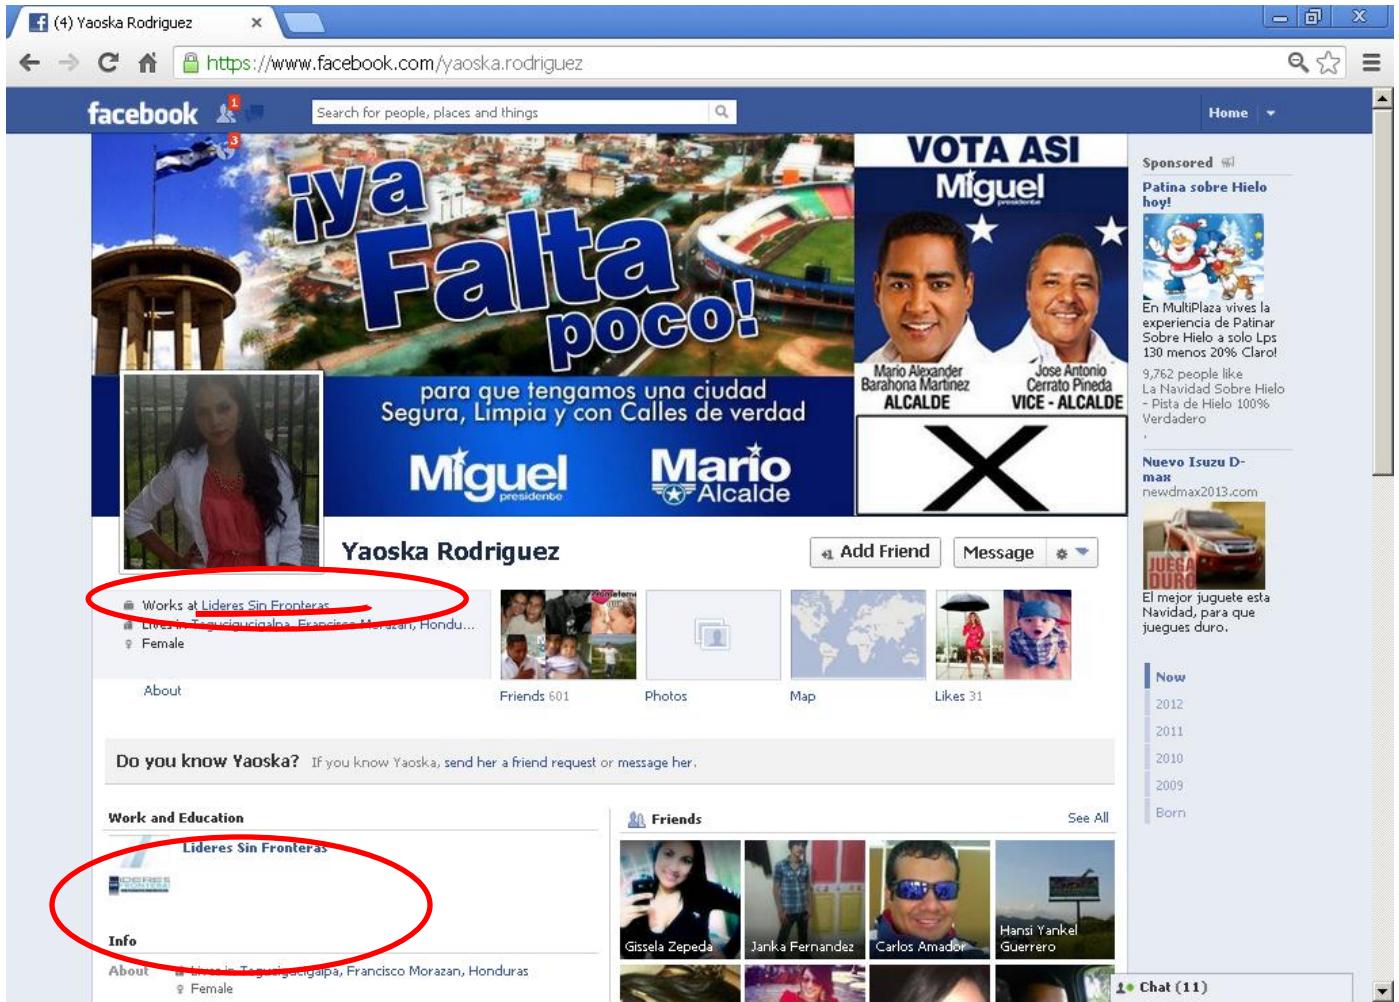 (4) Yaoska Rodriguez
https://www.facebook.com/yaoska.rodriguez
facebook
1
3
Search for people, places and things
Home
¡ya
Falta
poco!
para que tengamos una ciudad
Segura, Limpia y con Calles de verdad
Miguel
presidente
Mario
Alcalde
VOTA ASI
Miguel
presidente
Mario Alexander
Barahona Martinez
ALCALDE
Jose Antonio
Cerrato Pineda
VICE - ALCALDE
Yaoska Rodriguez
+1 Add Friend
Message
Works at Lideres Sin Fronteras
Lives in Tegucigucigalpa, Francisco Morazan, Hondu...
Female
About
Friends 601
Photos
Map
Likes 31
Do you know Yaoska? If you know Yaoska, send her a friend request or message her.
Work and Education
Lideres Sin Fronteras
Info
About
Lives in Tegucigucigalpa, Francisco Morazan, Honduras
Female
Friends
See All
Gissela Zepeda
Janka Fernandez
Carlos Amador
Hansi Yankel
Guerrero
Sponsored
Patina sobre Hielo
hoy!
En MultiPlaza vives la
experiencia de Patinar
Sobre Hielo a solo Lps
130 menos 20% Claro!
9,762 people like
La Navidad Sobre Hielo
- Pista de Hielo 100%
Verdadero
.
Nuevo Isuzu D-
max
newdmax2013.com
JUEGA
DURO
El mejor juguete esta
Navidad, para que
juegues duro.
Now
2012
2011
2010
2009
Born
Chat (11)